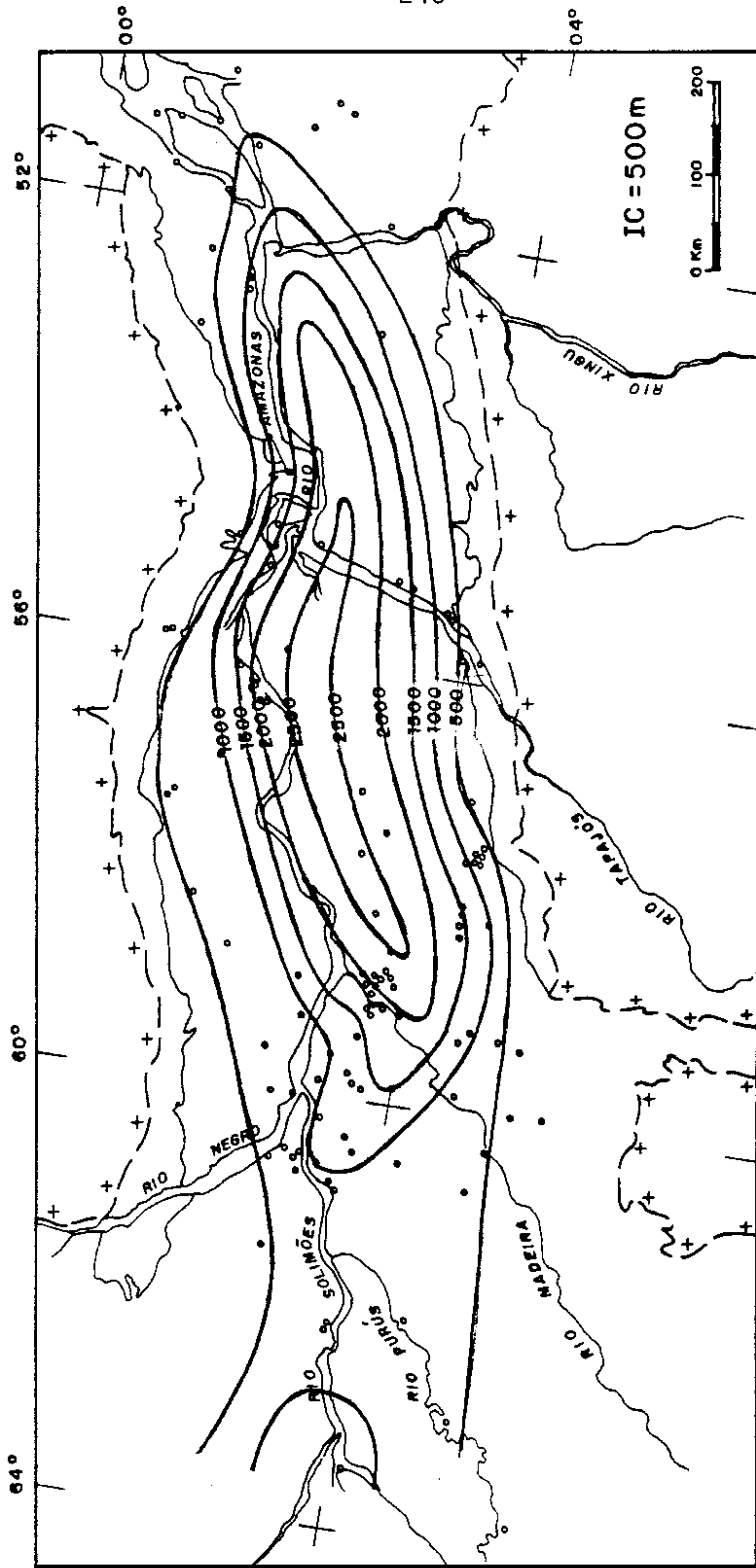 64°
60°
56°
52°
00°
04°
RIO NEGRO
RIO AMAZONAS
RIO SOLIMÕES
RIO PURÚS
RIO MADEIRA
RIO TAPAJÓS
RIO XINGU
1000
1500
2000
2500
2500
2000
1500
1000
500
IC = 500m
0 Km 100 200